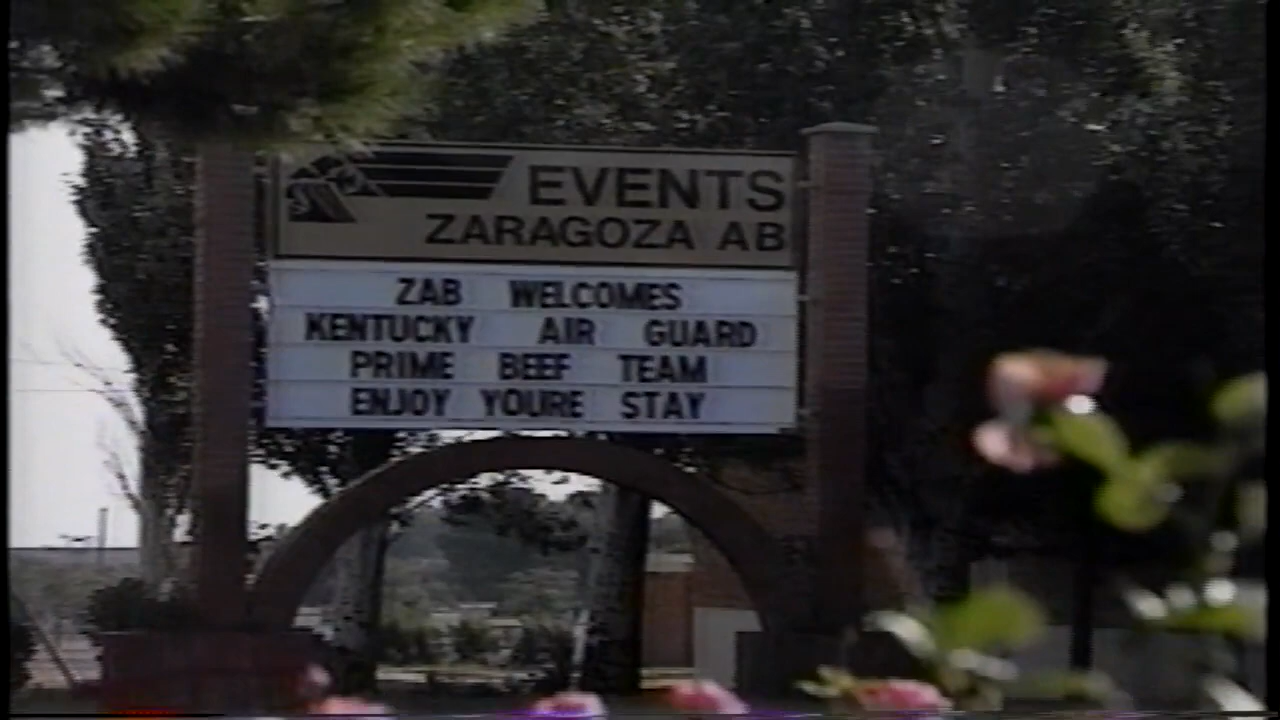 EVENTS
ZARAGOZA AB
ZAB WELCOMES
KENTUCKY AIR GUARD
PRIME BEEF TEAM
ENJOY YOURE STAY